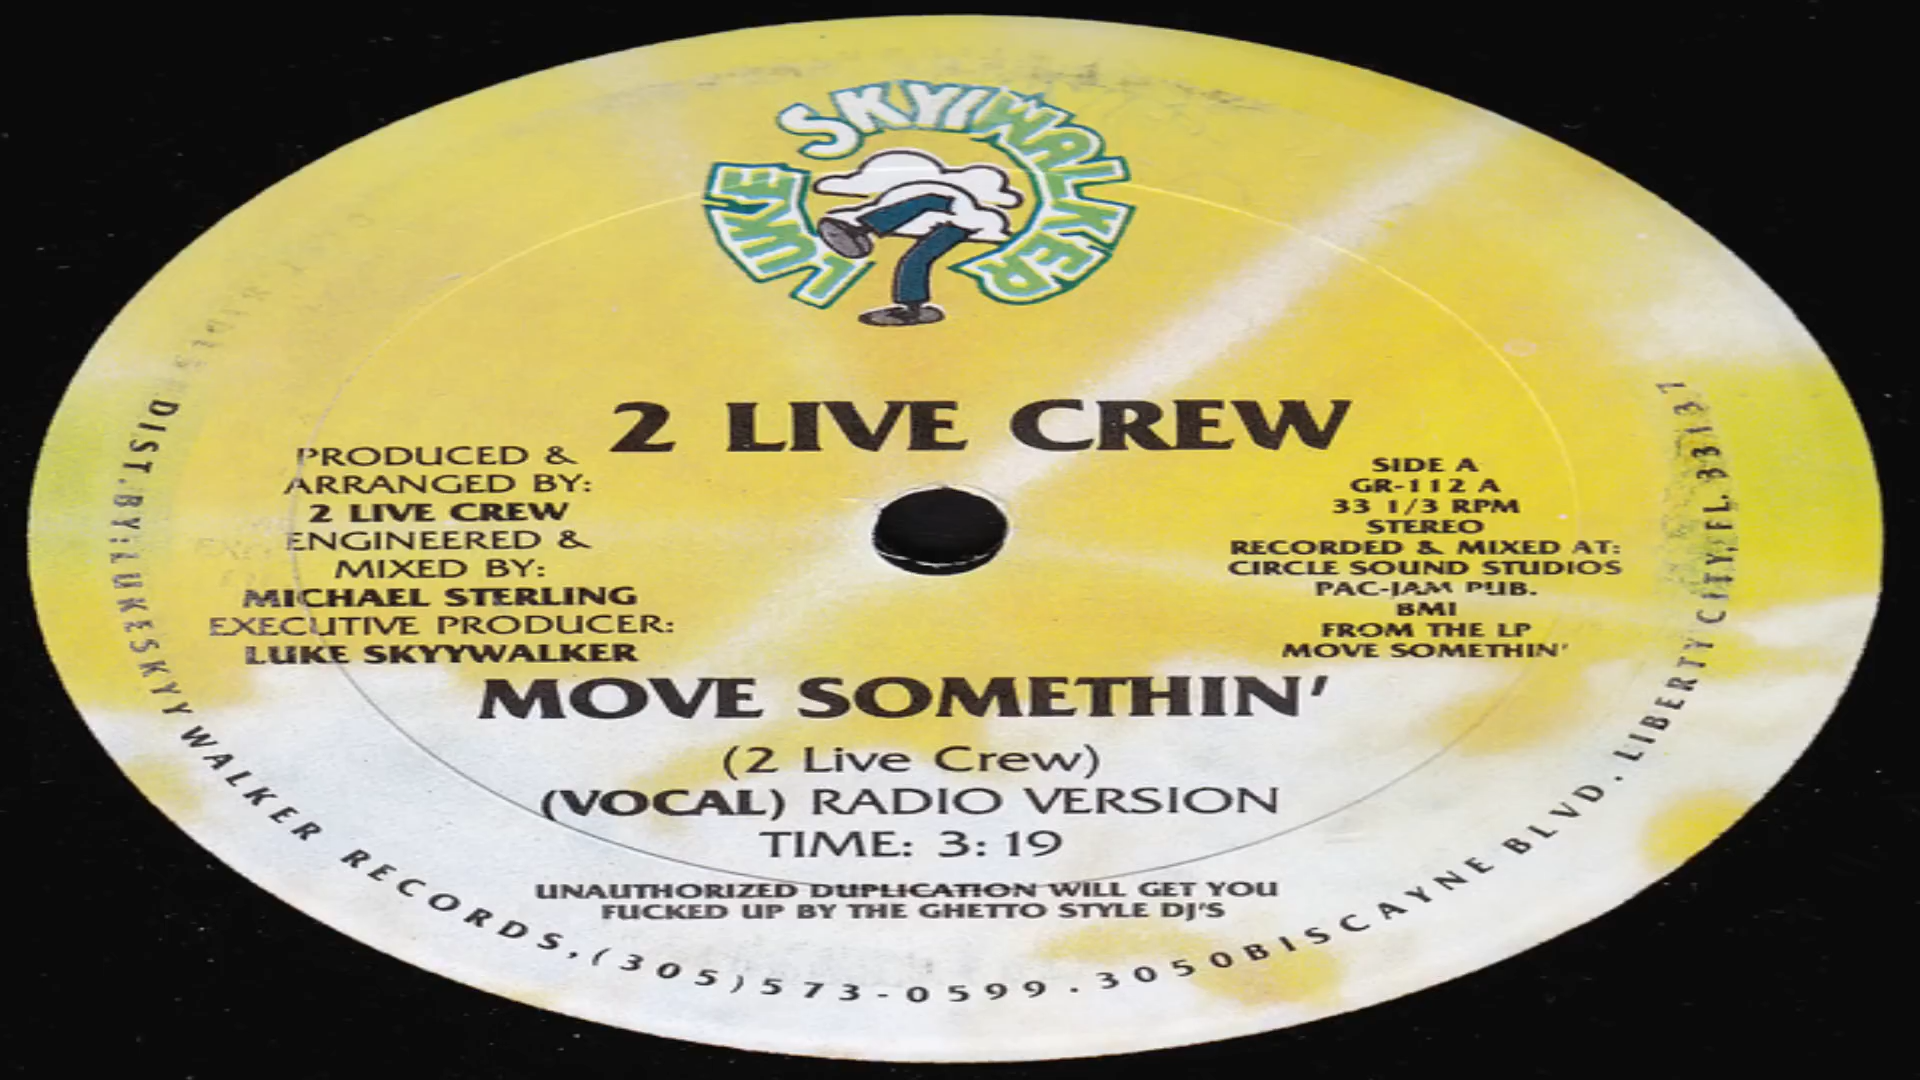 LUKE SKYYWALKER
2 LIVE CREW
PRODUCED &
ARRANGED BY:
2 LIVE CREW
ENGINEERED &
MIXED BY:
MICHAEL STERLING
EXECUTIVE PRODUCER:
LUKE SKYYWALKER
SIDE A
GR-112 A
33 1/3 RPM
STEREO
RECORDED & MIXED AT:
CIRCLE SOUND STUDIOS
PAC-JAM PUB.
BMI
FROM THE LP
MOVE SOMETHIN'
MOVE SOMETHIN'
(2 Live Crew)
(VOCAL) RADIO VERSION
TIME: 3:19
UNAUTHORIZED DUPLICATION WILL GET YOU
FUCKED UP BY THE GHETTO STYLE DJ'S
DIST. BY: LUKE SKYYWALKER RECORDS, (305) 573-0599 . 3050 BISCAYNE BLVD. LIBERTY CITY, FL. 33137